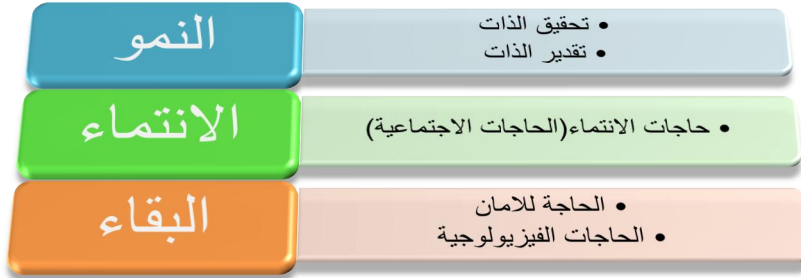 النمو
• تحقيق الذات
• تقدير الذات
الانتماء
• حاجات الانتماء(الحاجات الاجتماعية)
البقاء
• الحاجة للامان
• الحاجات الفيزيولوجية